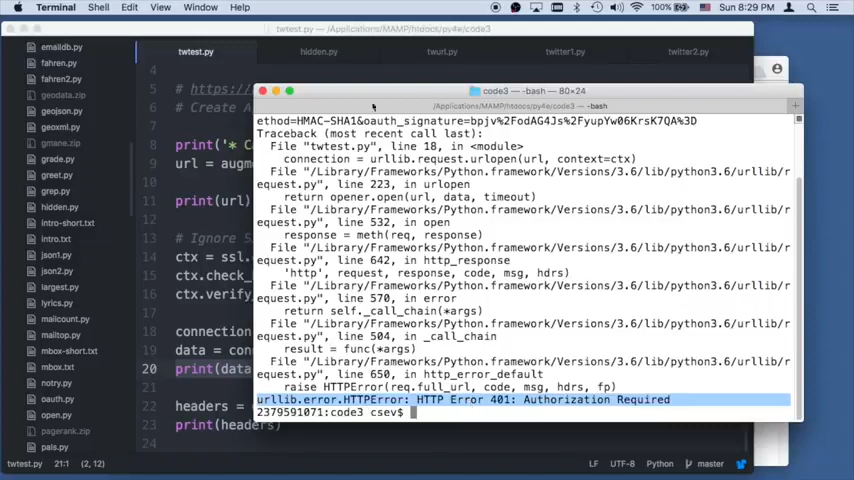 Terminal Shell Edit View Window Help 100% Sun 8:29 PM
twtest.py — /Applications/MAMP/htdocs/py4e/code3
emaildb.py
fahren.py
fahren2.py
geodata.zip
geojson.py
geoxml.py
gmane.zip
grade.py
greet.py
grep.py
hidden.py
intro-short.txt
intro.txt
json1.py
json2.py
largest.py
lyrics.py
mailcount.py
mailtop.py
mbox-short.txt
mbox.txt
notry.py
oauth.py
open.py
pagerank.zip
pals.py
twtest.py hidden.py twurl.py twitter1.py twitter2.py
4
5 # https://
6 # Create A
7
8 print('* Ca
9 url = augm
10
11 print(url)
12
13 # Ignore S
14 ctx = ssl.
15 ctx.check_
16 ctx.verify_
17
18 connection
19 data = con
20 print(data
21
22 headers =
23 print(headers)
24
code3 — -bash — 80×24
/Applications/MAMP/htdocs/py4e/code3 — -bash +
ethod=HMAC-SHA1&oauth_signature=bpjv%2FodAG4Js%2FyupYw06KrsK7QA%3D
Traceback (most recent call last):
File "twtest.py", line 18, in <module>
connection = urllib.request.urlopen(url, context=ctx)
File "/Library/Frameworks/Python.framework/Versions/3.6/lib/python3.6/urllib/r
equest.py", line 223, in urlopen
return opener.open(url, data, timeout)
File "/Library/Frameworks/Python.framework/Versions/3.6/lib/python3.6/urllib/r
equest.py", line 532, in open
response = meth(req, response)
File "/Library/Frameworks/Python.framework/Versions/3.6/lib/python3.6/urllib/r
equest.py", line 642, in http_response
'http', request, response, code, msg, hdrs)
File "/Library/Frameworks/Python.framework/Versions/3.6/lib/python3.6/urllib/r
equest.py", line 570, in error
return self._call_chain(*args)
File "/Library/Frameworks/Python.framework/Versions/3.6/lib/python3.6/urllib/r
equest.py", line 504, in _call_chain
result = func(*args)
File "/Library/Frameworks/Python.framework/Versions/3.6/lib/python3.6/urllib/r
equest.py", line 650, in http_error_default
raise HTTPError(req.full_url, code, msg, hdrs, fp)
urllib.error.HTTPError: HTTP Error 401: Authorization Required
2379591071:code3 csev$
twtest.py 21:1 (2, 12) LF UTF-8 Python master